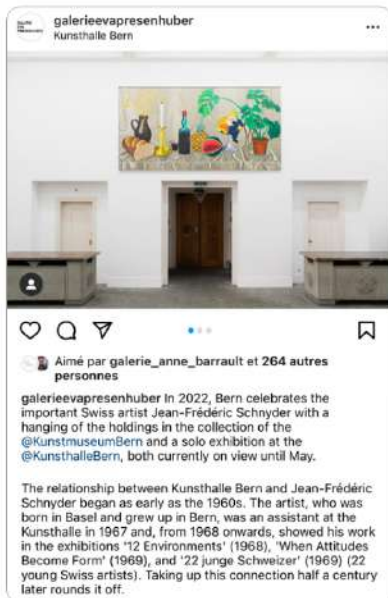 galerieevapresenhuber
Kunsthalle Bern
Aimé par galerie_anne_barrault et 264 autres
personnes
galerieevapresenhuber In 2022, Bern celebrates the
important Swiss artist Jean-Frédéric Schnyder with a
hanging of the holdings in the collection of the
@KunstmuseumBern and a solo exhibition at the
@KunsthalleBern, both currently on view until May.
The relationship between Kunsthalle Bern and Jean-Frédéric
Schnyder began as early as the 1960s. The artist, who was
born in Basel and grew up in Bern, was an assistant at the
Kunsthalle in 1967 and, from 1968 onwards, showed his work
in the exhibitions '12 Environments' (1968), 'When Attitudes
Become Form' (1969), and '22 junge Schweizer' (1969) (22
young Swiss artists). Taking up this connection half a century
later rounds it off.